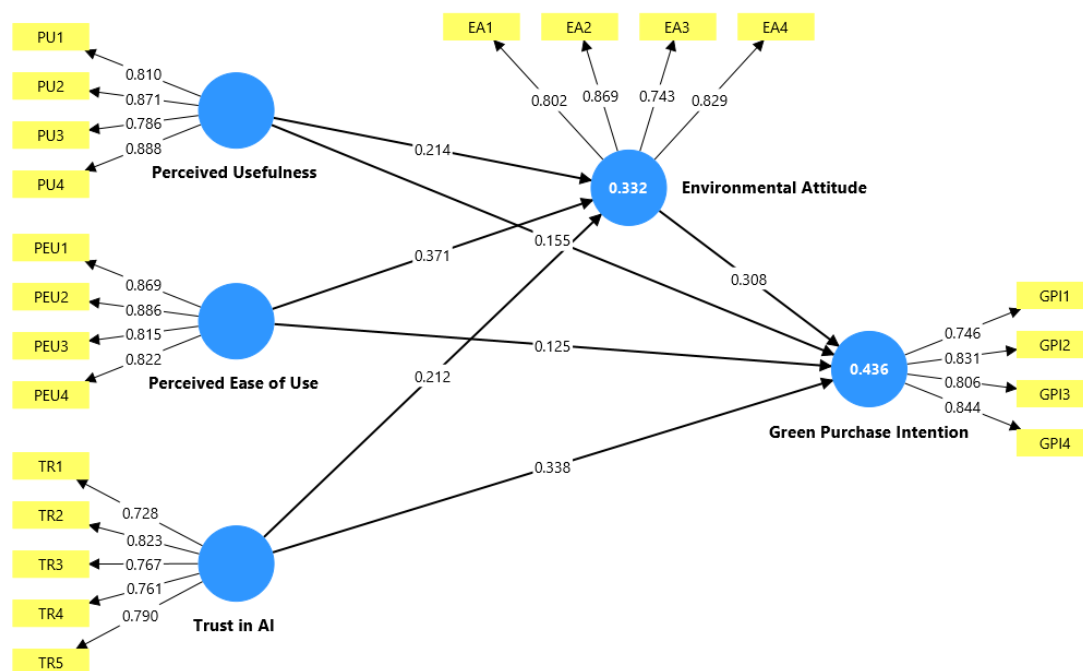 PU1
0.810
PU2
0.871
PU3
0.786
PU4
0.888
Perceived Usefulness
EA1
EA2
EA3
EA4
0.802
0.869
0.743
0.829
0.332
Environmental Attitude
0.214
0.155
PEU1
0.869
PEU2
0.886
PEU3
0.815
PEU4
0.822
Perceived Ease of Use
0.371
0.125
0.308
GPI1
0.746
GPI2
0.831
GPI3
0.806
GPI4
0.844
0.436
Green Purchase Intention
0.212
0.338
TR1
0.728
TR2
0.823
TR3
0.767
TR4
0.761
TR5
0.790
Trust in AI